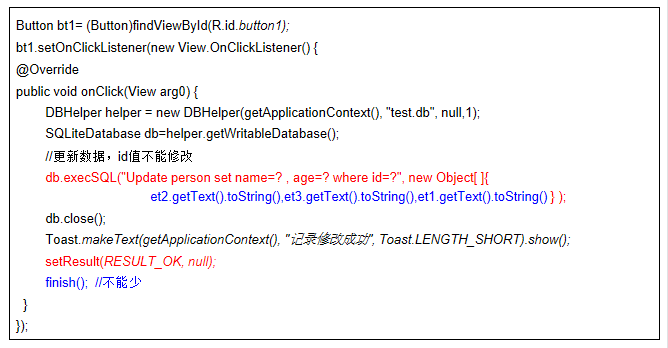 Button bt1= (Button)findViewById(R.id.button1);
bt1.setOnClickListener(new View.OnClickListener() {
@Override
public void onClick(View arg0) {
DBHelper helper = new DBHelper(getApplicationContext(), "test.db", null,1);
SQLiteDatabase db=helper.getWritableDatabase();
//更新数据，id值不能修改
db.execSQL("Update person set name=? , age=? where id=?", new Object[ ]{
et2.getText().toString(),et3.getText().toString(),et1.getText().toString() } );
db.close();
Toast.makeText(getApplicationContext(), "记录修改成功", Toast.LENGTH_SHORT).show();
setResult(RESULT_OK, null);
finish(); //不能少
}
});